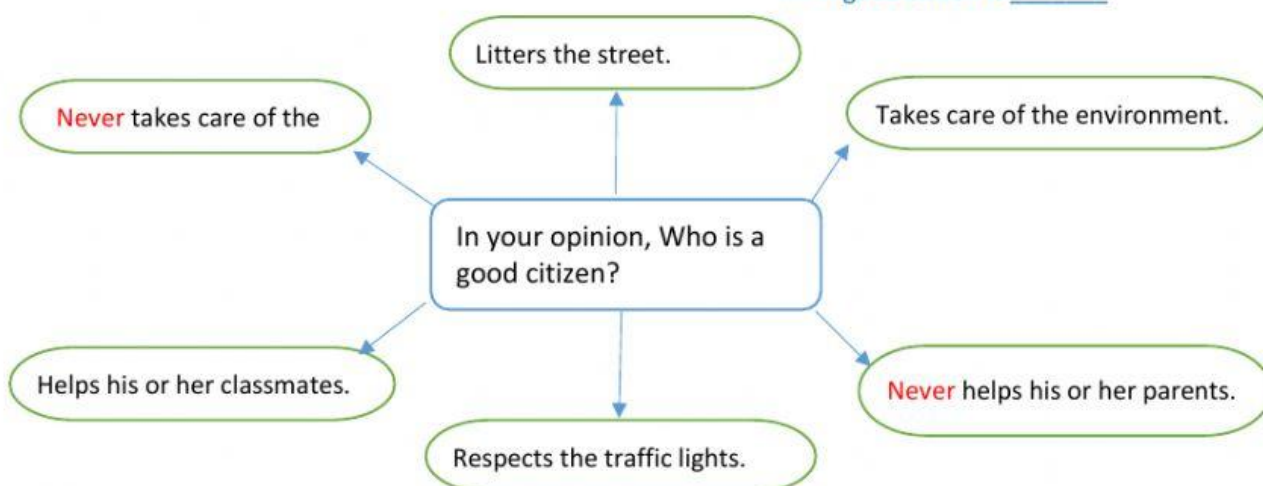 Litters the street.
Never takes care of the
Takes care of the environment.
In your opinion, Who is a
good citizen?
Helps his or her classmates.
Never helps his or her parents.
Respects the traffic lights.